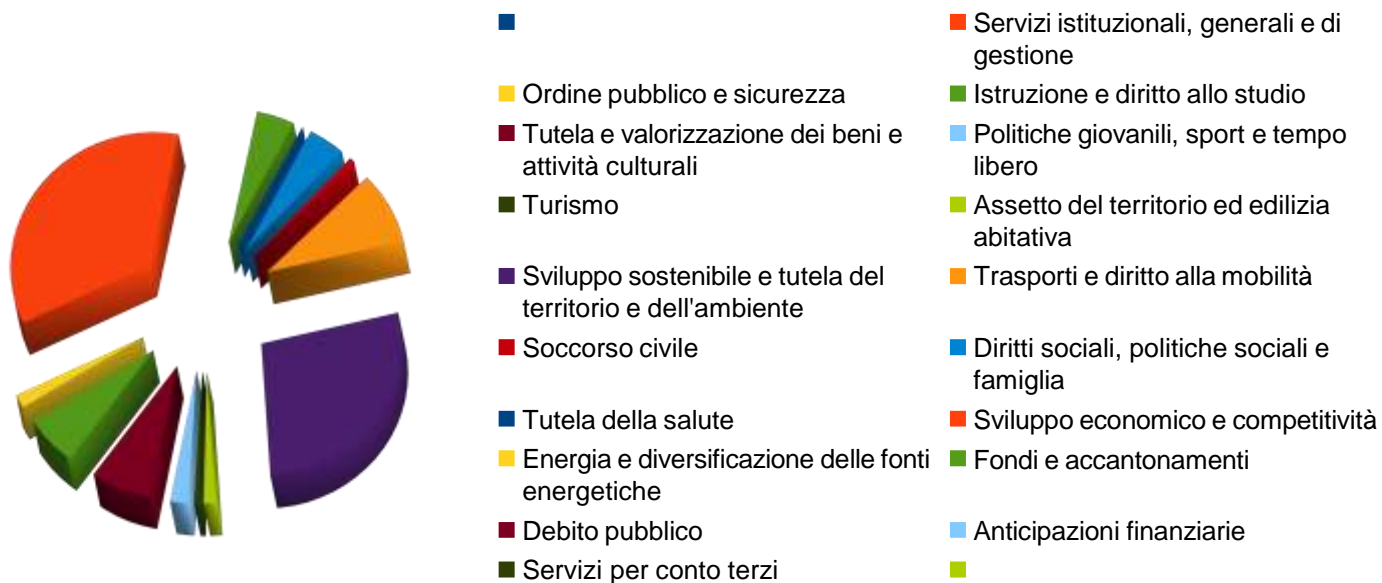 Servizi istituzionali, generali e di
gestione
Ordine pubblico e sicurezza
Istruzione e diritto allo studio
Tutela e valorizzazione dei beni e
attività culturali
Politiche giovanili, sport e tempo
libero
Turismo
Assetto del territorio ed edilizia
abitativa
Sviluppo sostenibile e tutela del
territorio e dell'ambiente
Trasporti e diritto alla mobilità
Soccorso civile
Diritti sociali, politiche sociali e
famiglia
Tutela della salute
Sviluppo economico e competitività
Energia e diversificazione delle fonti
energetiche
Fondi e accantonamenti
Debito pubblico
Anticipazioni finanziarie
Servizi per conto terzi